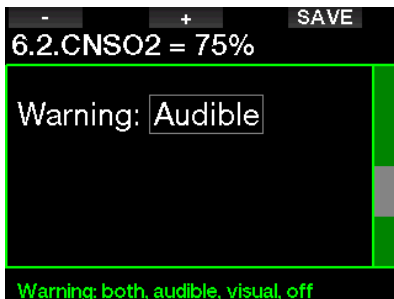 - + SAVE
6.2.CNSO2 = 75%
Warning: Audible
Warning: both, audible, visual, off